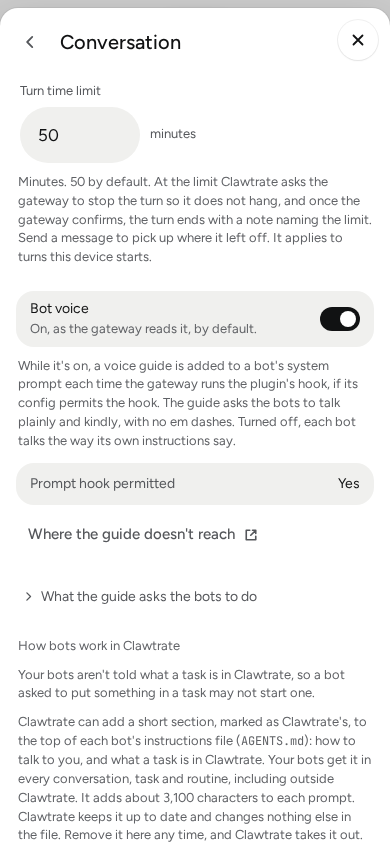 Conversation
Turn time limit
50 minutes
Minutes. 50 by default. At the limit Clawtrate asks the
gateway to stop the turn so it does not hang, and once the
gateway confirms, the turn ends with a note naming the limit.
Send a message to pick up where it left off. It applies to
turns this device starts.
Bot voice
On, as the gateway reads it, by default.
While it's on, a voice guide is added to a bot's system
prompt each time the gateway runs the plugin's hook, if its
config permits the hook. The guide asks the bots to talk
plainly and kindly, with no em dashes. Turned off, each bot
talks the way its own instructions say.
Prompt hook permitted Yes
Where the guide doesn't reach
What the guide asks the bots to do
How bots work in Clawtrate
Your bots aren't told what a task is in Clawtrate, so a bot
asked to put something in a task may not start one.
Clawtrate can add a short section, marked as Clawtrate's, to
the top of each bot's instructions file (AGENTS.md): how to
talk to you, and what a task is in Clawtrate. Your bots get it in
every conversation, task and routine, including outside
Clawtrate. It adds about 3,100 characters to each prompt.
Clawtrate keeps it up to date and changes nothing else in
the file. Remove it here any time, and Clawtrate takes it out.